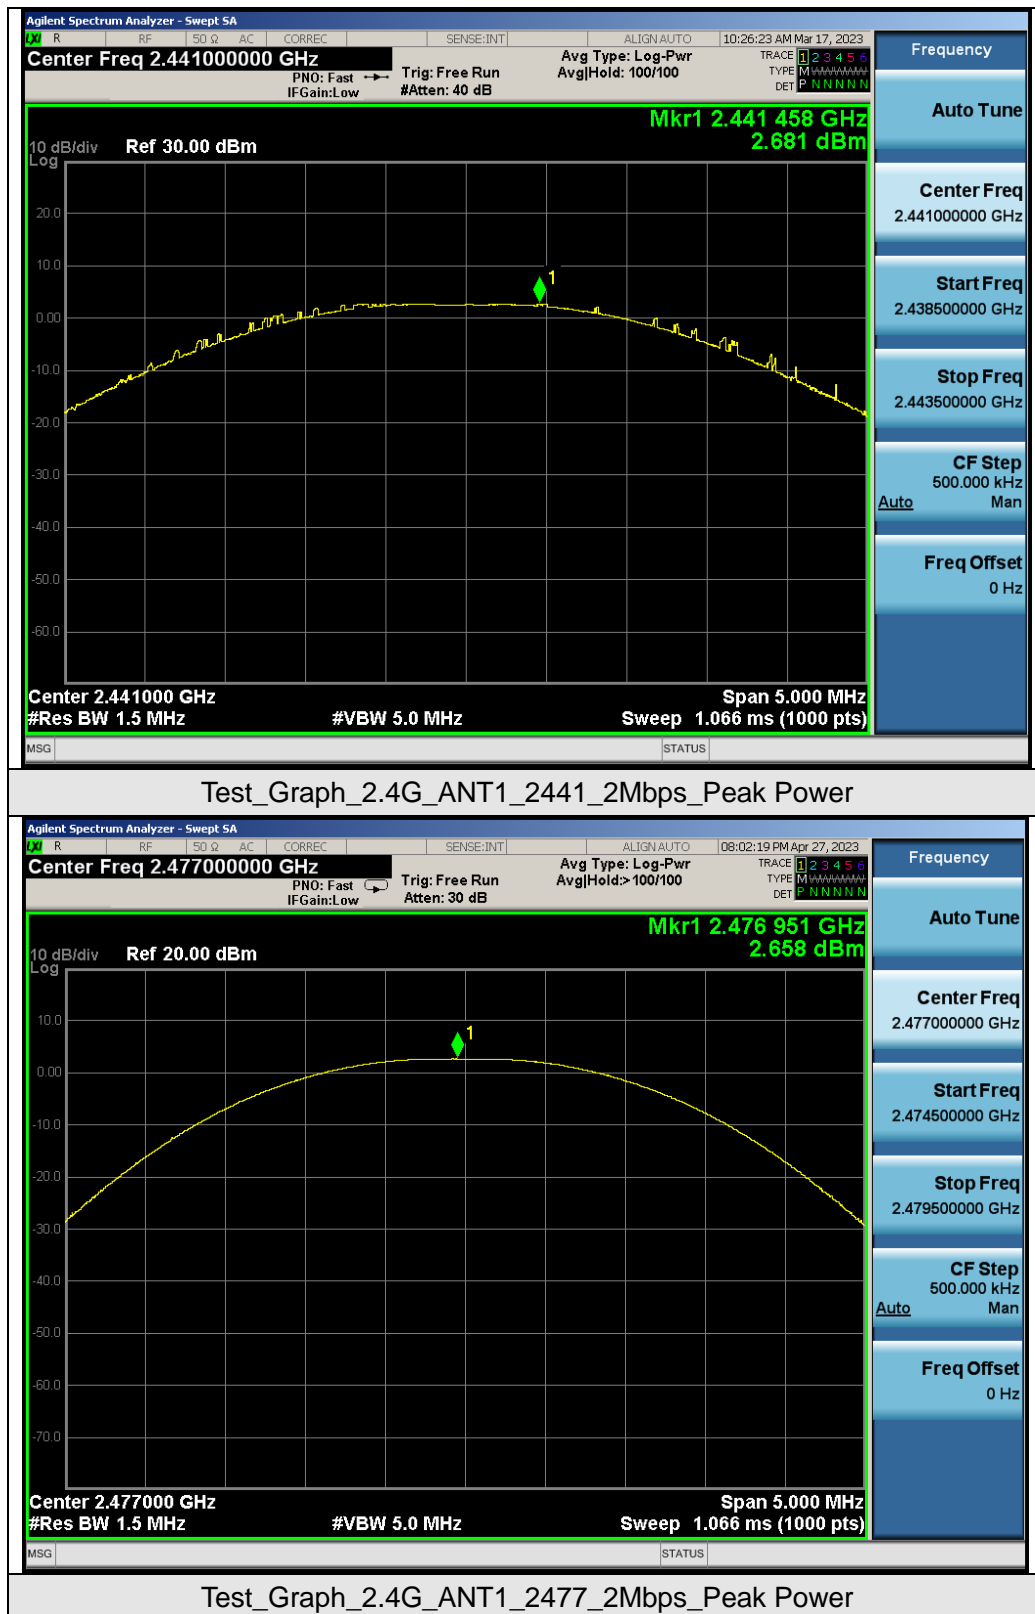 Agilent Spectrum Analyzer - Swept SA
LXI R RF 50 Ω AC CORREC SENSE:INT ALIGN AUTO 10:26:23 AM Mar 17, 2023
Center Freq 2.441000000 GHz
PNO: Fast
IFGain:Low
Trig: Free Run
#Atten: 40 dB
Avg Type: Log-Pwr
Avg|Hold: 100/100
TRACE 1 2 3 4 5 6
TYPE M WWWWW
DET P N N N N N
Mkr1 2.441 458 GHz
2.681 dBm
10 dB/div
Log
Ref 30.00 dBm
20.0
10.0
0.00
-10.0
-20.0
-30.0
-40.0
-50.0
-60.0
1
Center 2.441000 GHz
#Res BW 1.5 MHz
#VBW 5.0 MHz
Span 5.000 MHz
Sweep 1.066 ms (1000 pts)
MSG
STATUS
Frequency
Auto Tune
Center Freq
2.441000000 GHz
Start Freq
2.438500000 GHz
Stop Freq
2.443500000 GHz
CF Step
500.000 kHz
Auto Man
Freq Offset
0 Hz
Test_Graph_2.4G_ANT1_2441_2Mbps_Peak Power
Agilent Spectrum Analyzer - Swept SA
LXI R RF 50 Ω AC CORREC SENSE:INT ALIGN AUTO 08:02:19 PM Apr 27, 2023
Center Freq 2.477000000 GHz
PNO: Fast
IFGain:Low
Trig: Free Run
Atten: 30 dB
Avg Type: Log-Pwr
Avg|Hold:> 100/100
TRACE 1 2 3 4 5 6
TYPE M WWWWW
DET P N N N N N
Mkr1 2.476 951 GHz
2.658 dBm
10 dB/div
Log
Ref 20.00 dBm
10.0
0.00
-10.0
-20.0
-30.0
-40.0
-50.0
-60.0
-70.0
1
Center 2.477000 GHz
#Res BW 1.5 MHz
#VBW 5.0 MHz
Span 5.000 MHz
Sweep 1.066 ms (1000 pts)
MSG
STATUS
Frequency
Auto Tune
Center Freq
2.477000000 GHz
Start Freq
2.474500000 GHz
Stop Freq
2.479500000 GHz
CF Step
500.000 kHz
Auto Man
Freq Offset
0 Hz
Test_Graph_2.4G_ANT1_2477_2Mbps_Peak Power